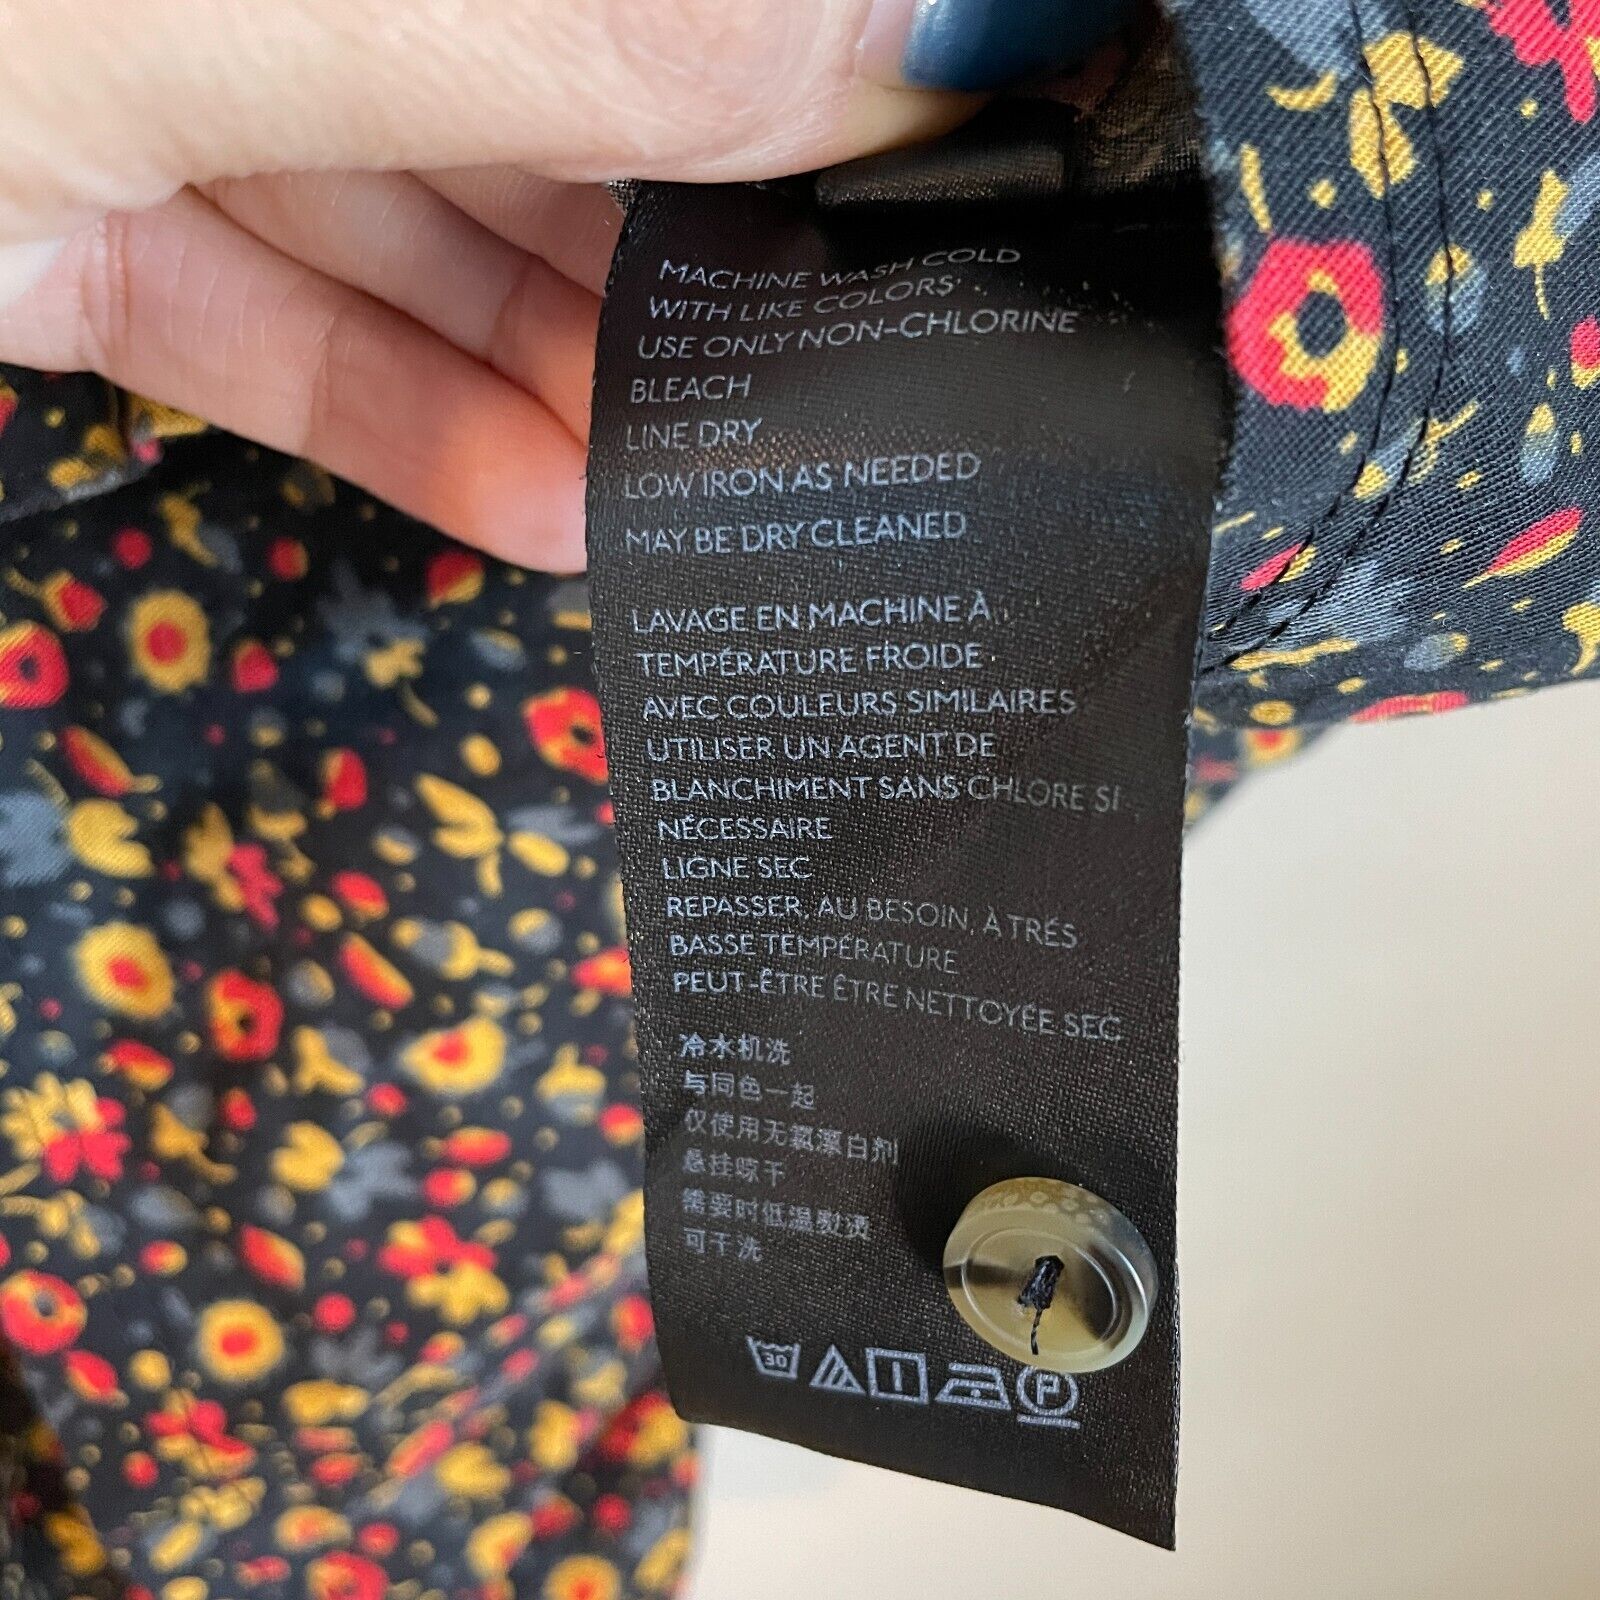 MACHINE WASH COLD
WITH LIKE COLORS
USE ONLY NON-CHLORINE
BLEACH
LINE DRY
LOW IRON AS NEEDED
MAY BE DRY CLEANED
LAVAGE EN MACHINE À
TEMPÉRATURE FROIDE
AVEC COULEURS SIMILAIRES
UTILISER UN AGENT DE
BLANCHIMENT SANS CHLORE SI
NÉCESSAIRE
LIGNE SEC
REPASSER, AU BESOIN, À TRÉS
BASSE TEMPÉRATURE
PEUT-ÊTRE ÊTRE NETTOYÉE SEC
冷水机洗
与同色一起
仅使用无氯漂白剂
悬挂晾干
需要时低温熨烫
可干洗
30 P